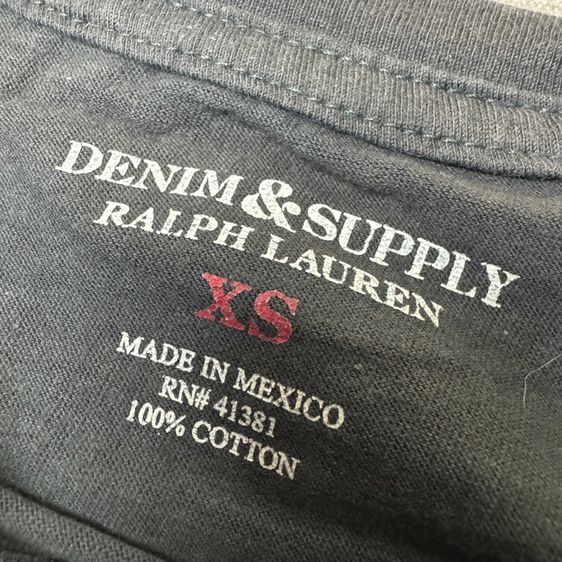 DENIM & SUPPLY
RALPH LAUREN
XS
MADE IN MEXICO
RN# 41381
100% COTTON